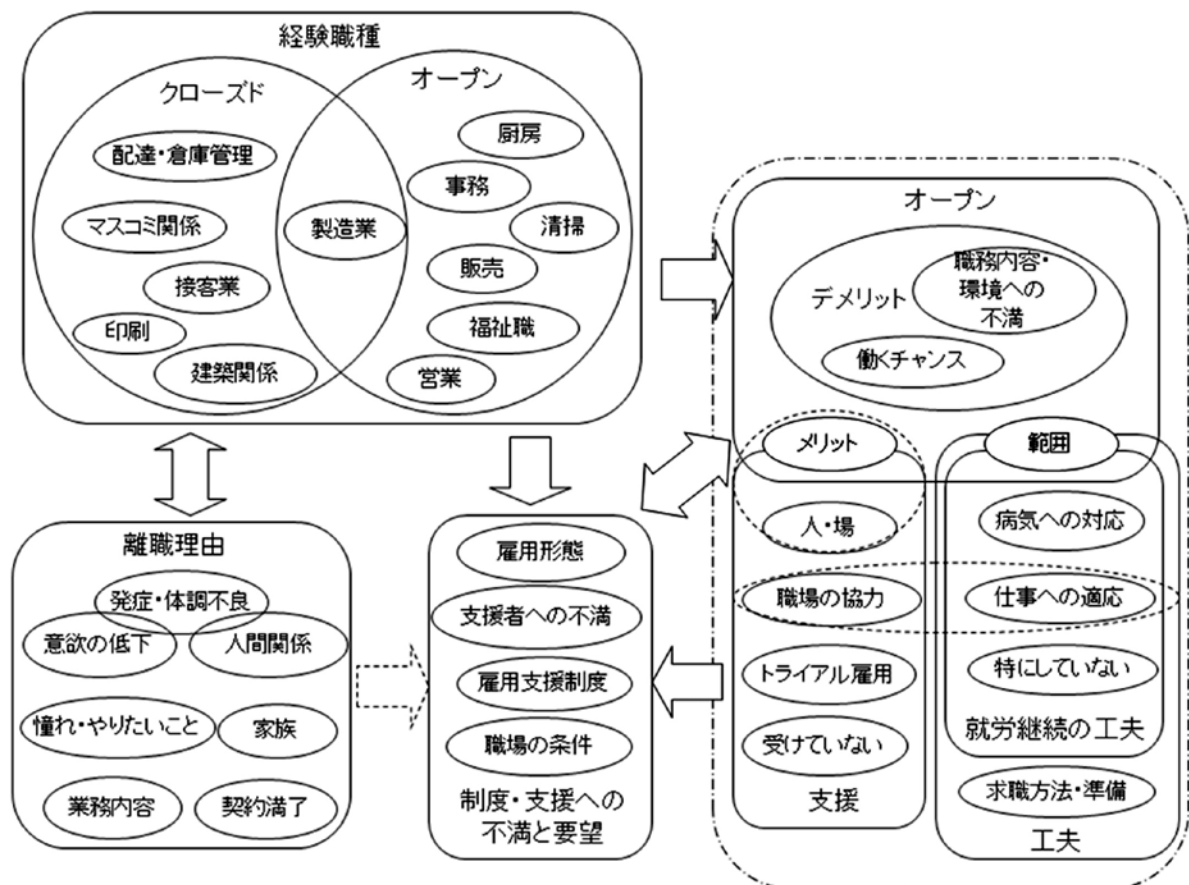 経験職種
クローズド
オープン
配達・倉庫管理
マスコミ関係
接客業
印刷
建築関係
製造業
厨房
事務
清掃
販売
福祉職
営業
オープン
デメリット
職務内容・
環境への
不満
働くチャンス
メリット
範囲
人・場
職場の協力
トライアル雇用
受けていない
支援
病気への対応
仕事への適応
特にしていない
就労継続の工夫
求職方法・準備
工夫
離職理由
発症・体調不良
意欲の低下
人間関係
憧れ・やりたいこと
家族
業務内容
契約満了
雇用形態
支援者への不満
雇用支援制度
職場の条件
制度・支援への
不満と要望